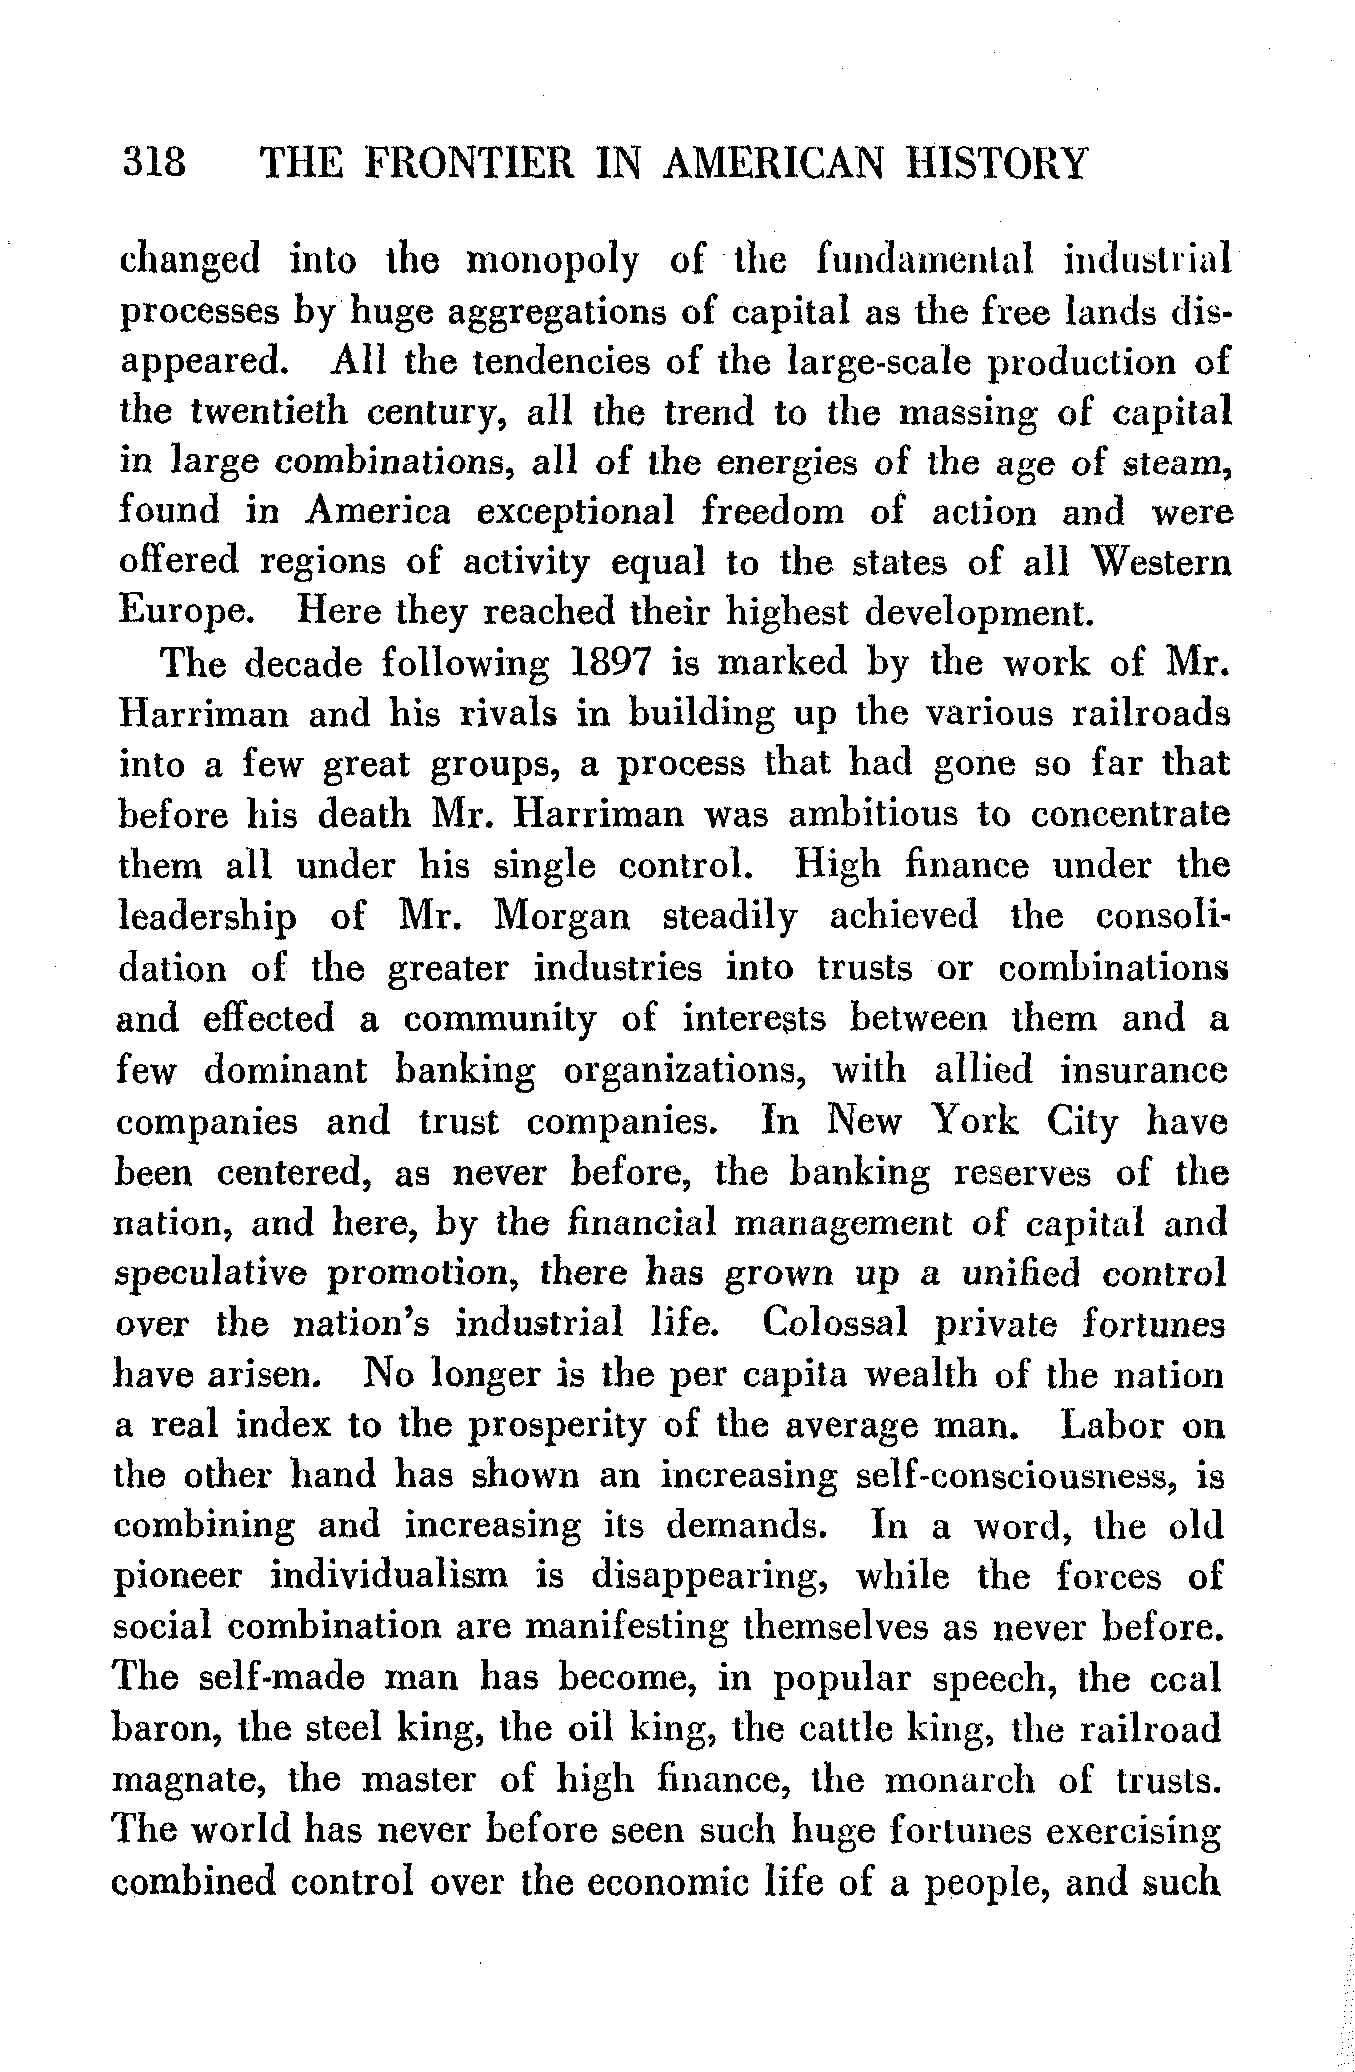 318 THE FRONTIER IN AMERICAN HISTORY
changed into the monopoly of the fundamental industrial
processes by huge aggregations of capital as the free lands dis-
appeared. All the tendencies of the large-scale production of
the twentieth century, all the trend to the massing of capital
in large combinations, all of the energies of the age of steam,
found in America exceptional freedom of action and were
offered regions of activity equal to the states of all Western
Europe. Here they reached their highest development.
The decade following 1897 is marked by the work of Mr.
Harriman and his rivals in building up the various railroads
into a few great groups, a process that had gone so far that
before his death Mr. Harriman was ambitious to concentrate
them all under his single control. High finance under the
leadership of Mr. Morgan steadily achieved the consoli-
dation of the greater industries into trusts or combinations
and effected a community of interests between them and a
few dominant banking organizations, with allied insurance
companies and trust companies. In New York City have
been centered, as never before, the banking reserves of the
nation, and here, by the financial management of capital and
speculative promotion, there has grown up a unified control
over the nation's industrial life. Colossal private fortunes
have arisen. No longer is the per capita wealth of the nation
a real index to the prosperity of the average man. Labor on
the other hand has shown an increasing self-consciousness, is
combining and increasing its demands. In a word, the old
pioneer individualism is disappearing, while the forces of
social combination are manifesting themselves as never before.
The self-made man has become, in popular speech, the coal
baron, the steel king, the oil king, the cattle king, the railroad
magnate, the master of high finance, the monarch of trusts.
The world has never before seen such huge fortunes exercising
combined control over the economic life of a people, and such